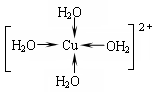 H₂O
H₂O Cu OH₂
H₂O
2+